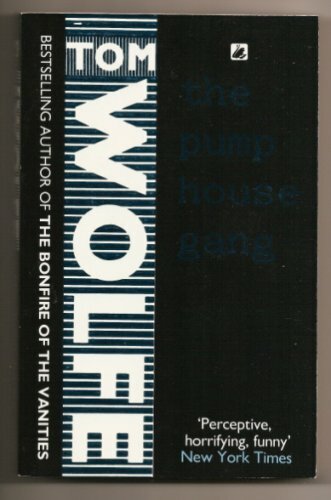 BESTSELLING AUTHOR OF THE BONFIRE OF THE VANITIES
TOM
WOLFE
the
pump
house
gang
'Perceptive,
horrifying, funny'
New York Times